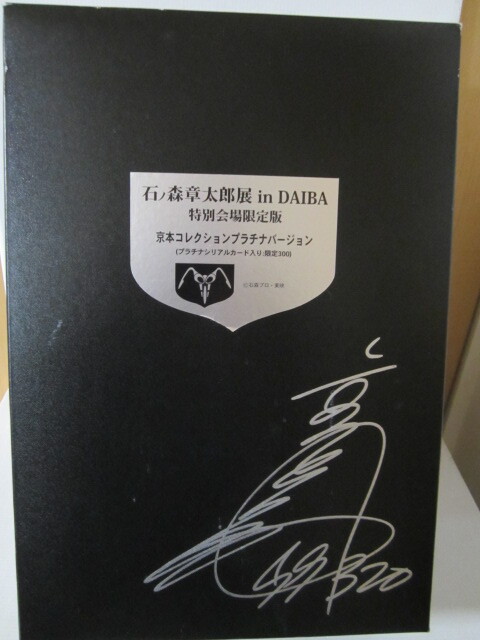 石ノ森章太郎展 in DAIBA
特別会場限定版
京本コレクションプラチナバージョン
(プラチナシリアルカード入り:限定300)
©石森プロ・東映